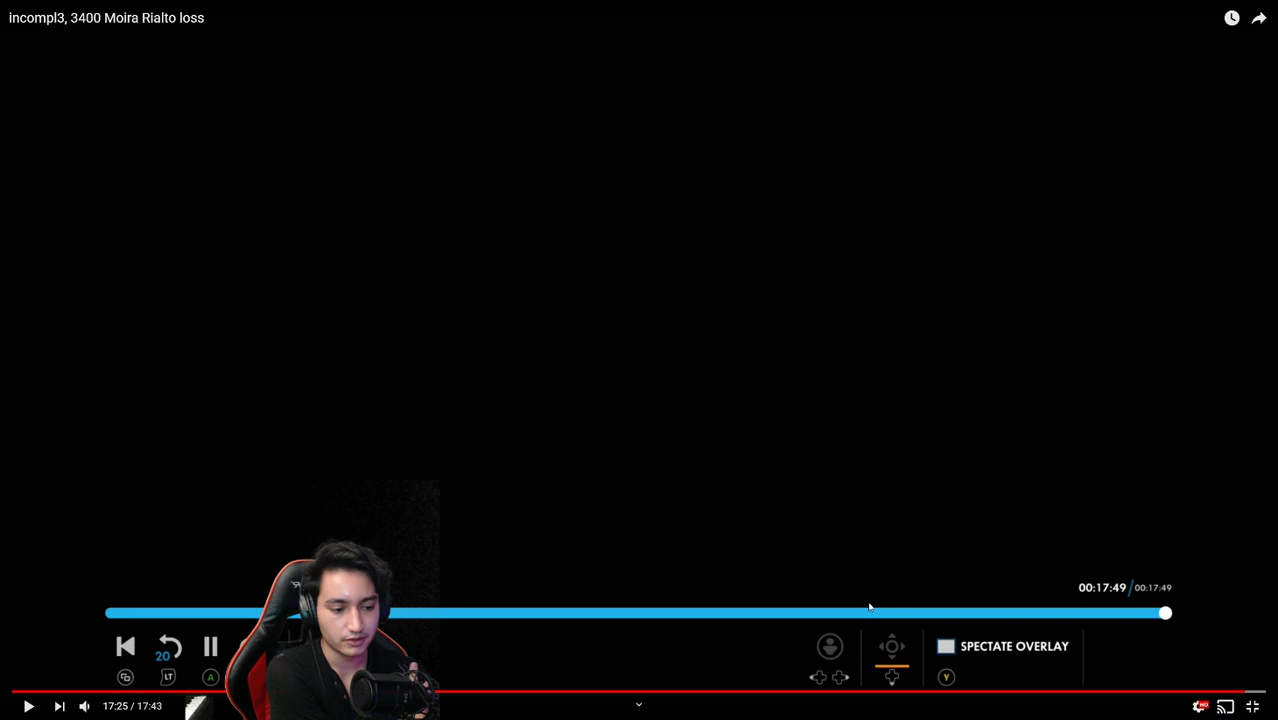 incompl3, 3400 Moira Rialto loss
00:17:49 / 00:17:49
20
SPECTATE OVERLAY
LT
A
Y
17:25 / 17:43
HD